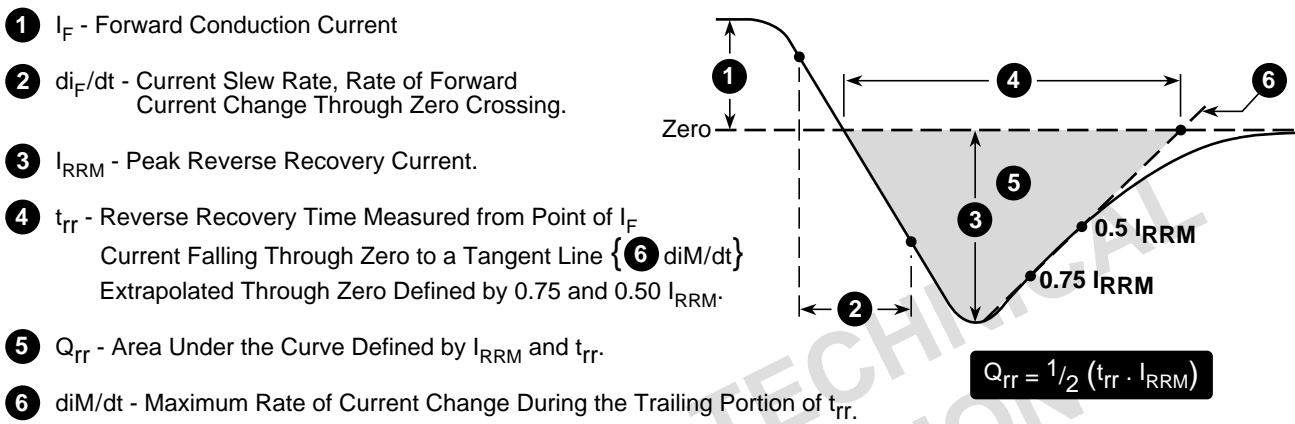 1 I_F - Forward Conduction Current
2 di_F/dt - Current Slew Rate, Rate of Forward
Current Change Through Zero Crossing.
3 I_RRM - Peak Reverse Recovery Current.
4 t_rr - Reverse Recovery Time Measured from Point of I_F
Current Falling Through Zero to a Tangent Line {6 diM/dt}
Extrapolated Through Zero Defined by 0.75 and 0.50 I_RRM.
5 Q_rr - Area Under the Curve Defined by I_RRM and t_rr.
6 diM/dt - Maximum Rate of Current Change During the Trailing Portion of t_rr.
1
4
6
Zero
5
3
0.5 I_RRM
0.75 I_RRM
2
Q_rr = 1/2 (t_rr . I_RRM)
TECHNICAL